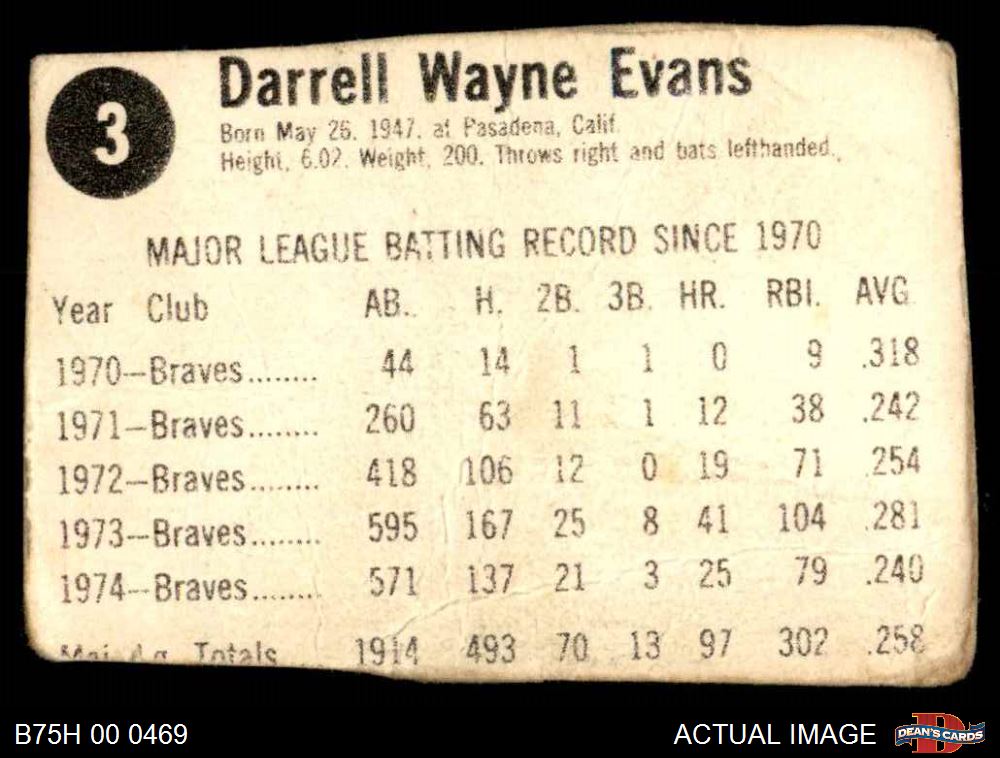 3
Darrell Wayne Evans
Born May 26. 1947. at Pasadena, Calif.
Height, 6.02. Weight, 200. Throws right and bats lefthanded.
MAJOR LEAGUE BATTING RECORD SINCE 1970
Year Club AB. H. 2B. 3B. HR. RBI. AVG
1970—Braves........ 44 14 1 1 0 9 .318
1971—Braves........ 260 63 11 1 12 38 .242
1972—Braves........ 418 106 12 0 19 71 .254
1973—Braves........ 595 167 25 8 41 104 .281
1974—Braves........ 571 137 21 3 25 79 .240
Maj. Lg. Totals 1914 493 70 13 97 302 .258
B75H 00 0469
ACTUAL IMAGE
D
DEAN'S CARDS